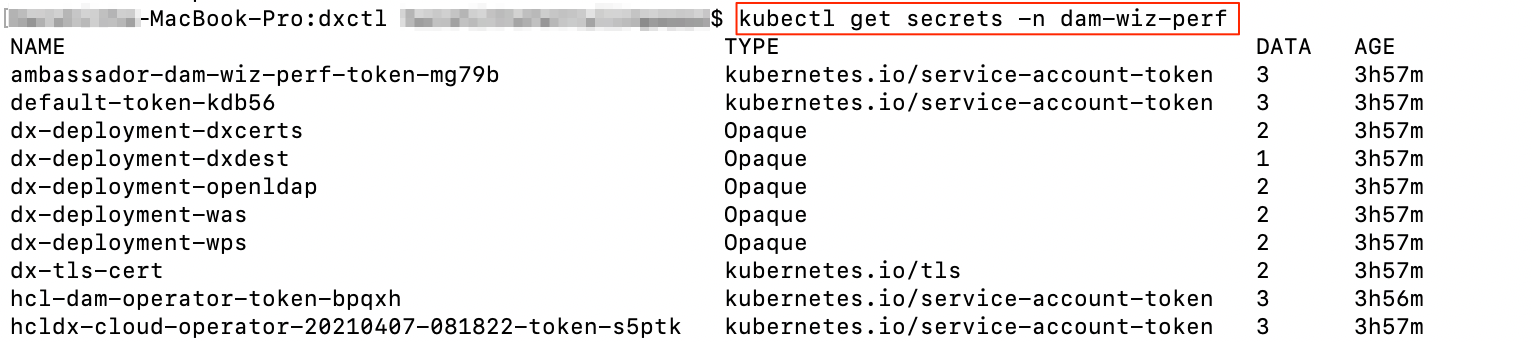 -MacBook-Pro:dxctl $ kubectl get secrets -n dam-wiz-perf
NAME TYPE DATA AGE
ambassador-dam-wiz-perf-token-mg79b kubernetes.io/service-account-token 3 3h57m
default-token-kdb56 kubernetes.io/service-account-token 3 3h57m
dx-deployment-dxcerts Opaque 2 3h57m
dx-deployment-dxdest Opaque 1 3h57m
dx-deployment-openldap Opaque 2 3h57m
dx-deployment-was Opaque 2 3h57m
dx-deployment-wps Opaque 2 3h57m
dx-tls-cert kubernetes.io/tls 2 3h57m
hcl-dam-operator-token-bpqxh kubernetes.io/service-account-token 3 3h56m
hcldx-cloud-operator-20210407-081822-token-s5ptk kubernetes.io/service-account-token 3 3h57m